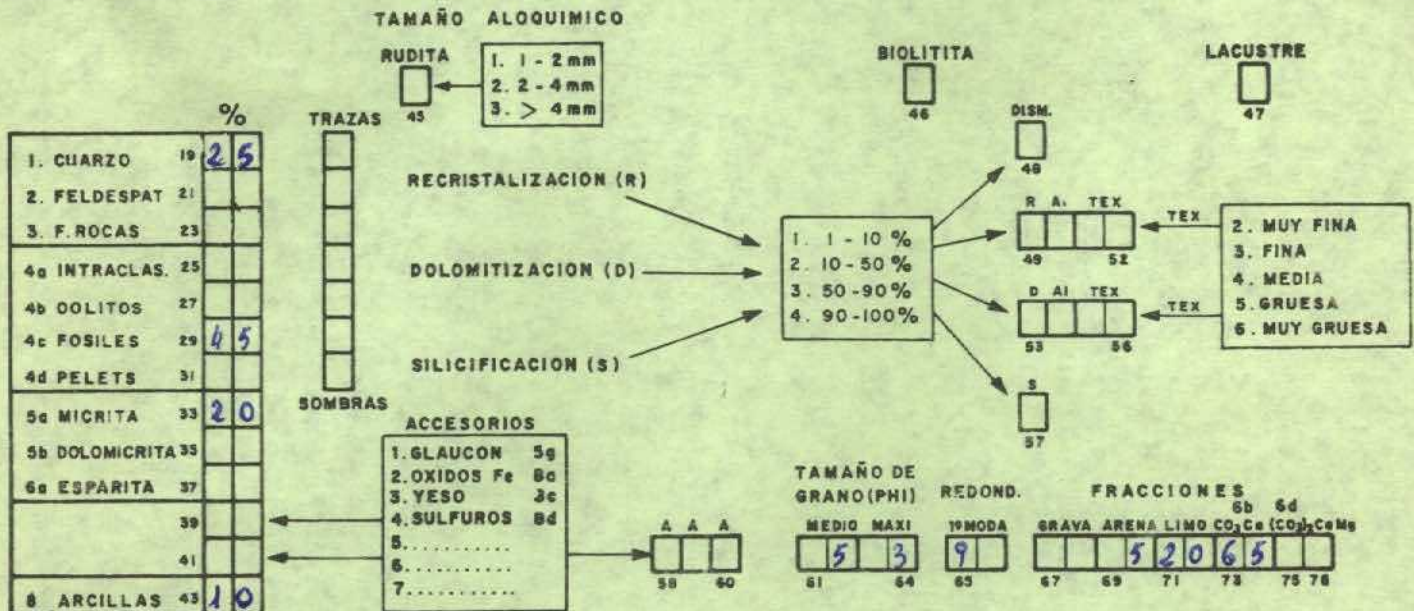 TAMAÑO ALOQUIMICO
RUDITA
45
1. 1 - 2 mm
2. 2 - 4 mm
3. > 4 mm
BIOLITITA
46
LACUSTRE
47
%
TRAZAS
1. CUARZO 19 2 5
2. FELDESPAT 21
3. F. ROCAS 23
4a INTRACLAS. 25
4b OOLITOS 27
4c FOSILES 29 4 5
4d PELETS 31
5a MICRITA 33 2 0
5b DOLOMICRITA 35
6a ESPARITA 37
39
41
8 ARCILLAS 43 1 0
SOMBRAS
RECRISTALIZACION (R)
DOLOMITIZACION (D)
SILICIFICACION (S)
1. 1 - 10 %
2. 10 - 50 %
3. 50 - 90%
4. 90 - 100%
DISM.
48
R A. TEX
49 52
TEX
D AI TEX
53 56
TEX
S
57
2. MUY FINA
3. FINA
4. MEDIA
5. GRUESA
6. MUY GRUESA
ACCESORIOS
1. GLAUCON 5g
2. OXIDOS Fe 8c
3. YESO 3c
4. SULFUROS 8d
5. ...........
6. ...........
7. ...........
A A A
58 60
TAMAÑO DE
GRANO (PHI)
MEDIO MAXI
5 3
61 64
REDOND.
1ª MODA
9
65
FRACCIONES
6b 6d
GRAVA ARENA LIMO CO3Ca (CO3)2CaMg
5 2 0 6 5
67 69 71 73 75 76